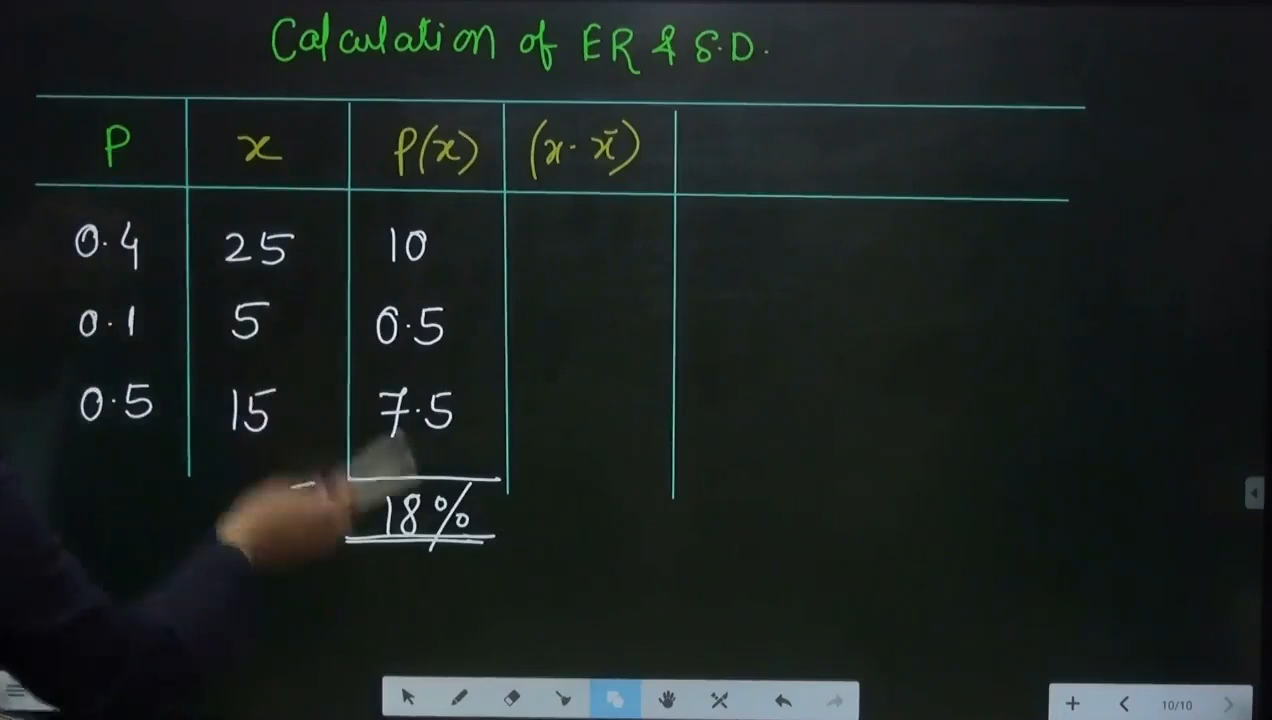 Calculation of ER & S.D.
P x P(x) (x - x̄)
0.4 25 10
0.1 5 0.5
0.5 15 7.5
18%
10/10